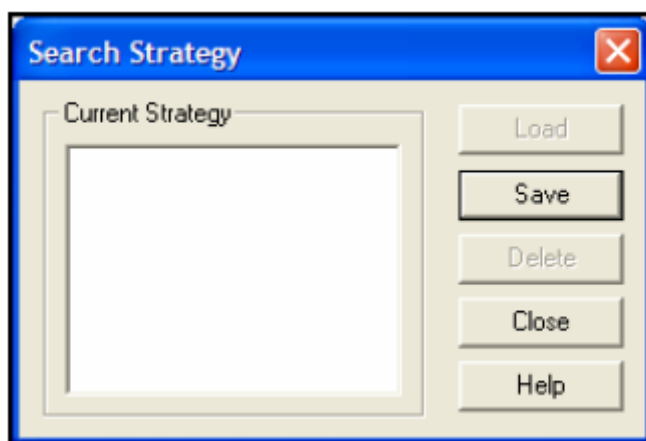 Search Strategy
Current Strategy
Load
Save
Delete
Close
Help